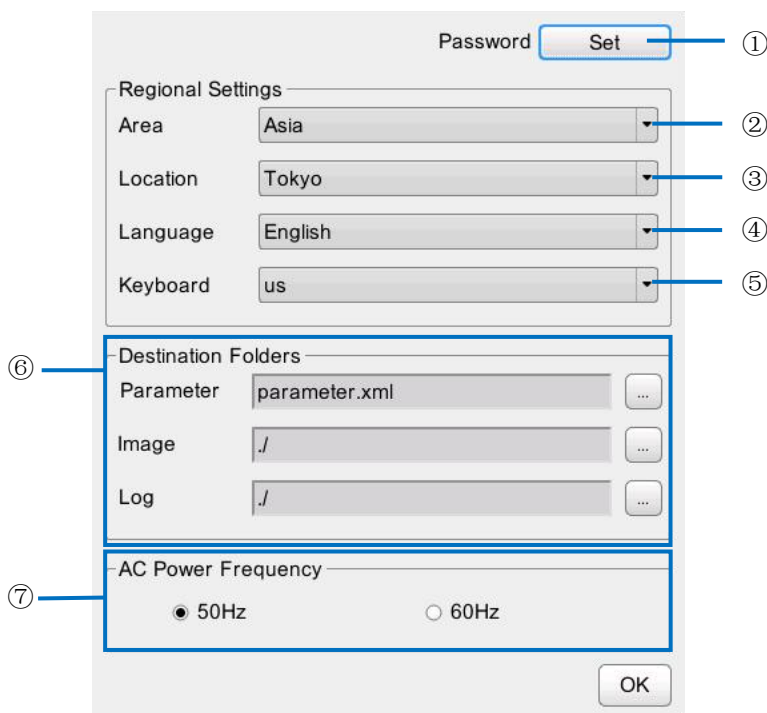 Password Set ①
Regional Settings
Area Asia ②
Location Tokyo ③
Language English ④
Keyboard us ⑤
⑥ Destination Folders
Parameter parameter.xml ...
Image ./ ...
Log ./ ...
⑦ AC Power Frequency
50Hz 60Hz
OK